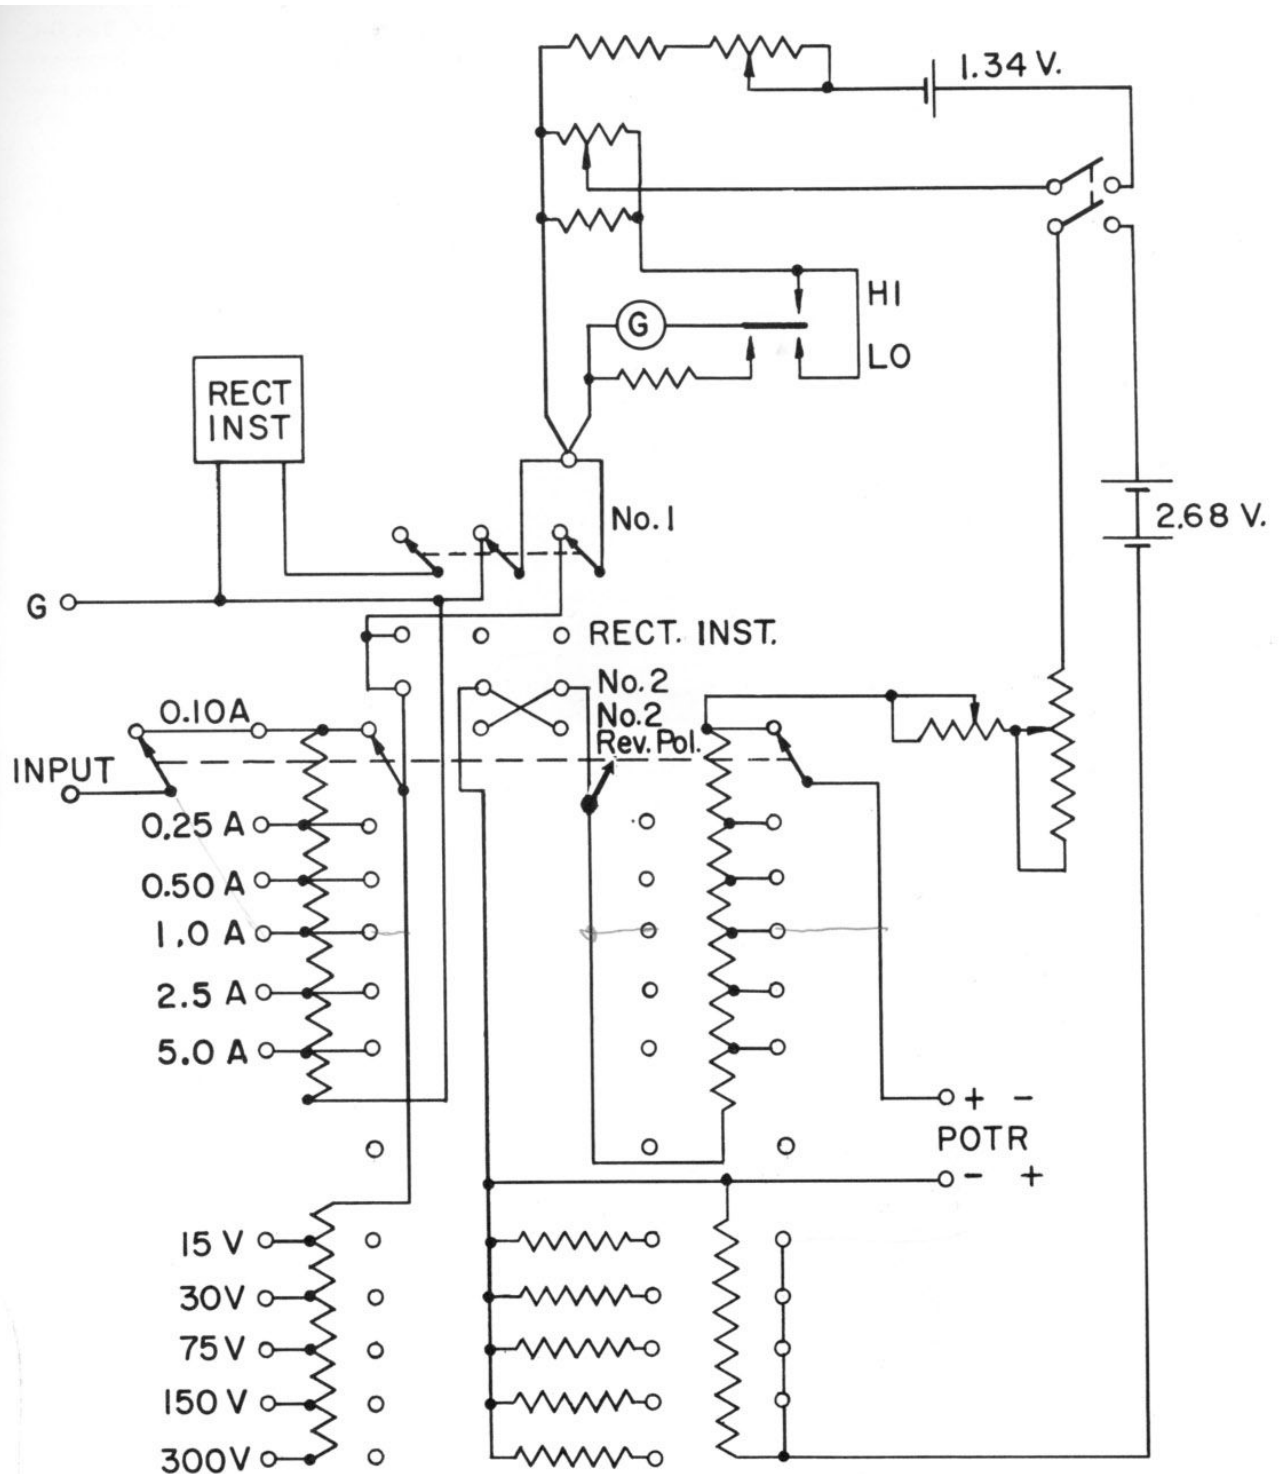 1.34 V.
HI
G
LO
RECT
INST
No. 1
2.68 V.
G
RECT. INST.
No. 2
0.10A
No. 2
Rev. Pol.
INPUT
0.25 A
0.50 A
1.0 A
2.5 A
5.0 A
+ -
POTR
- +
15 V
30V
75 V
150 V
300V